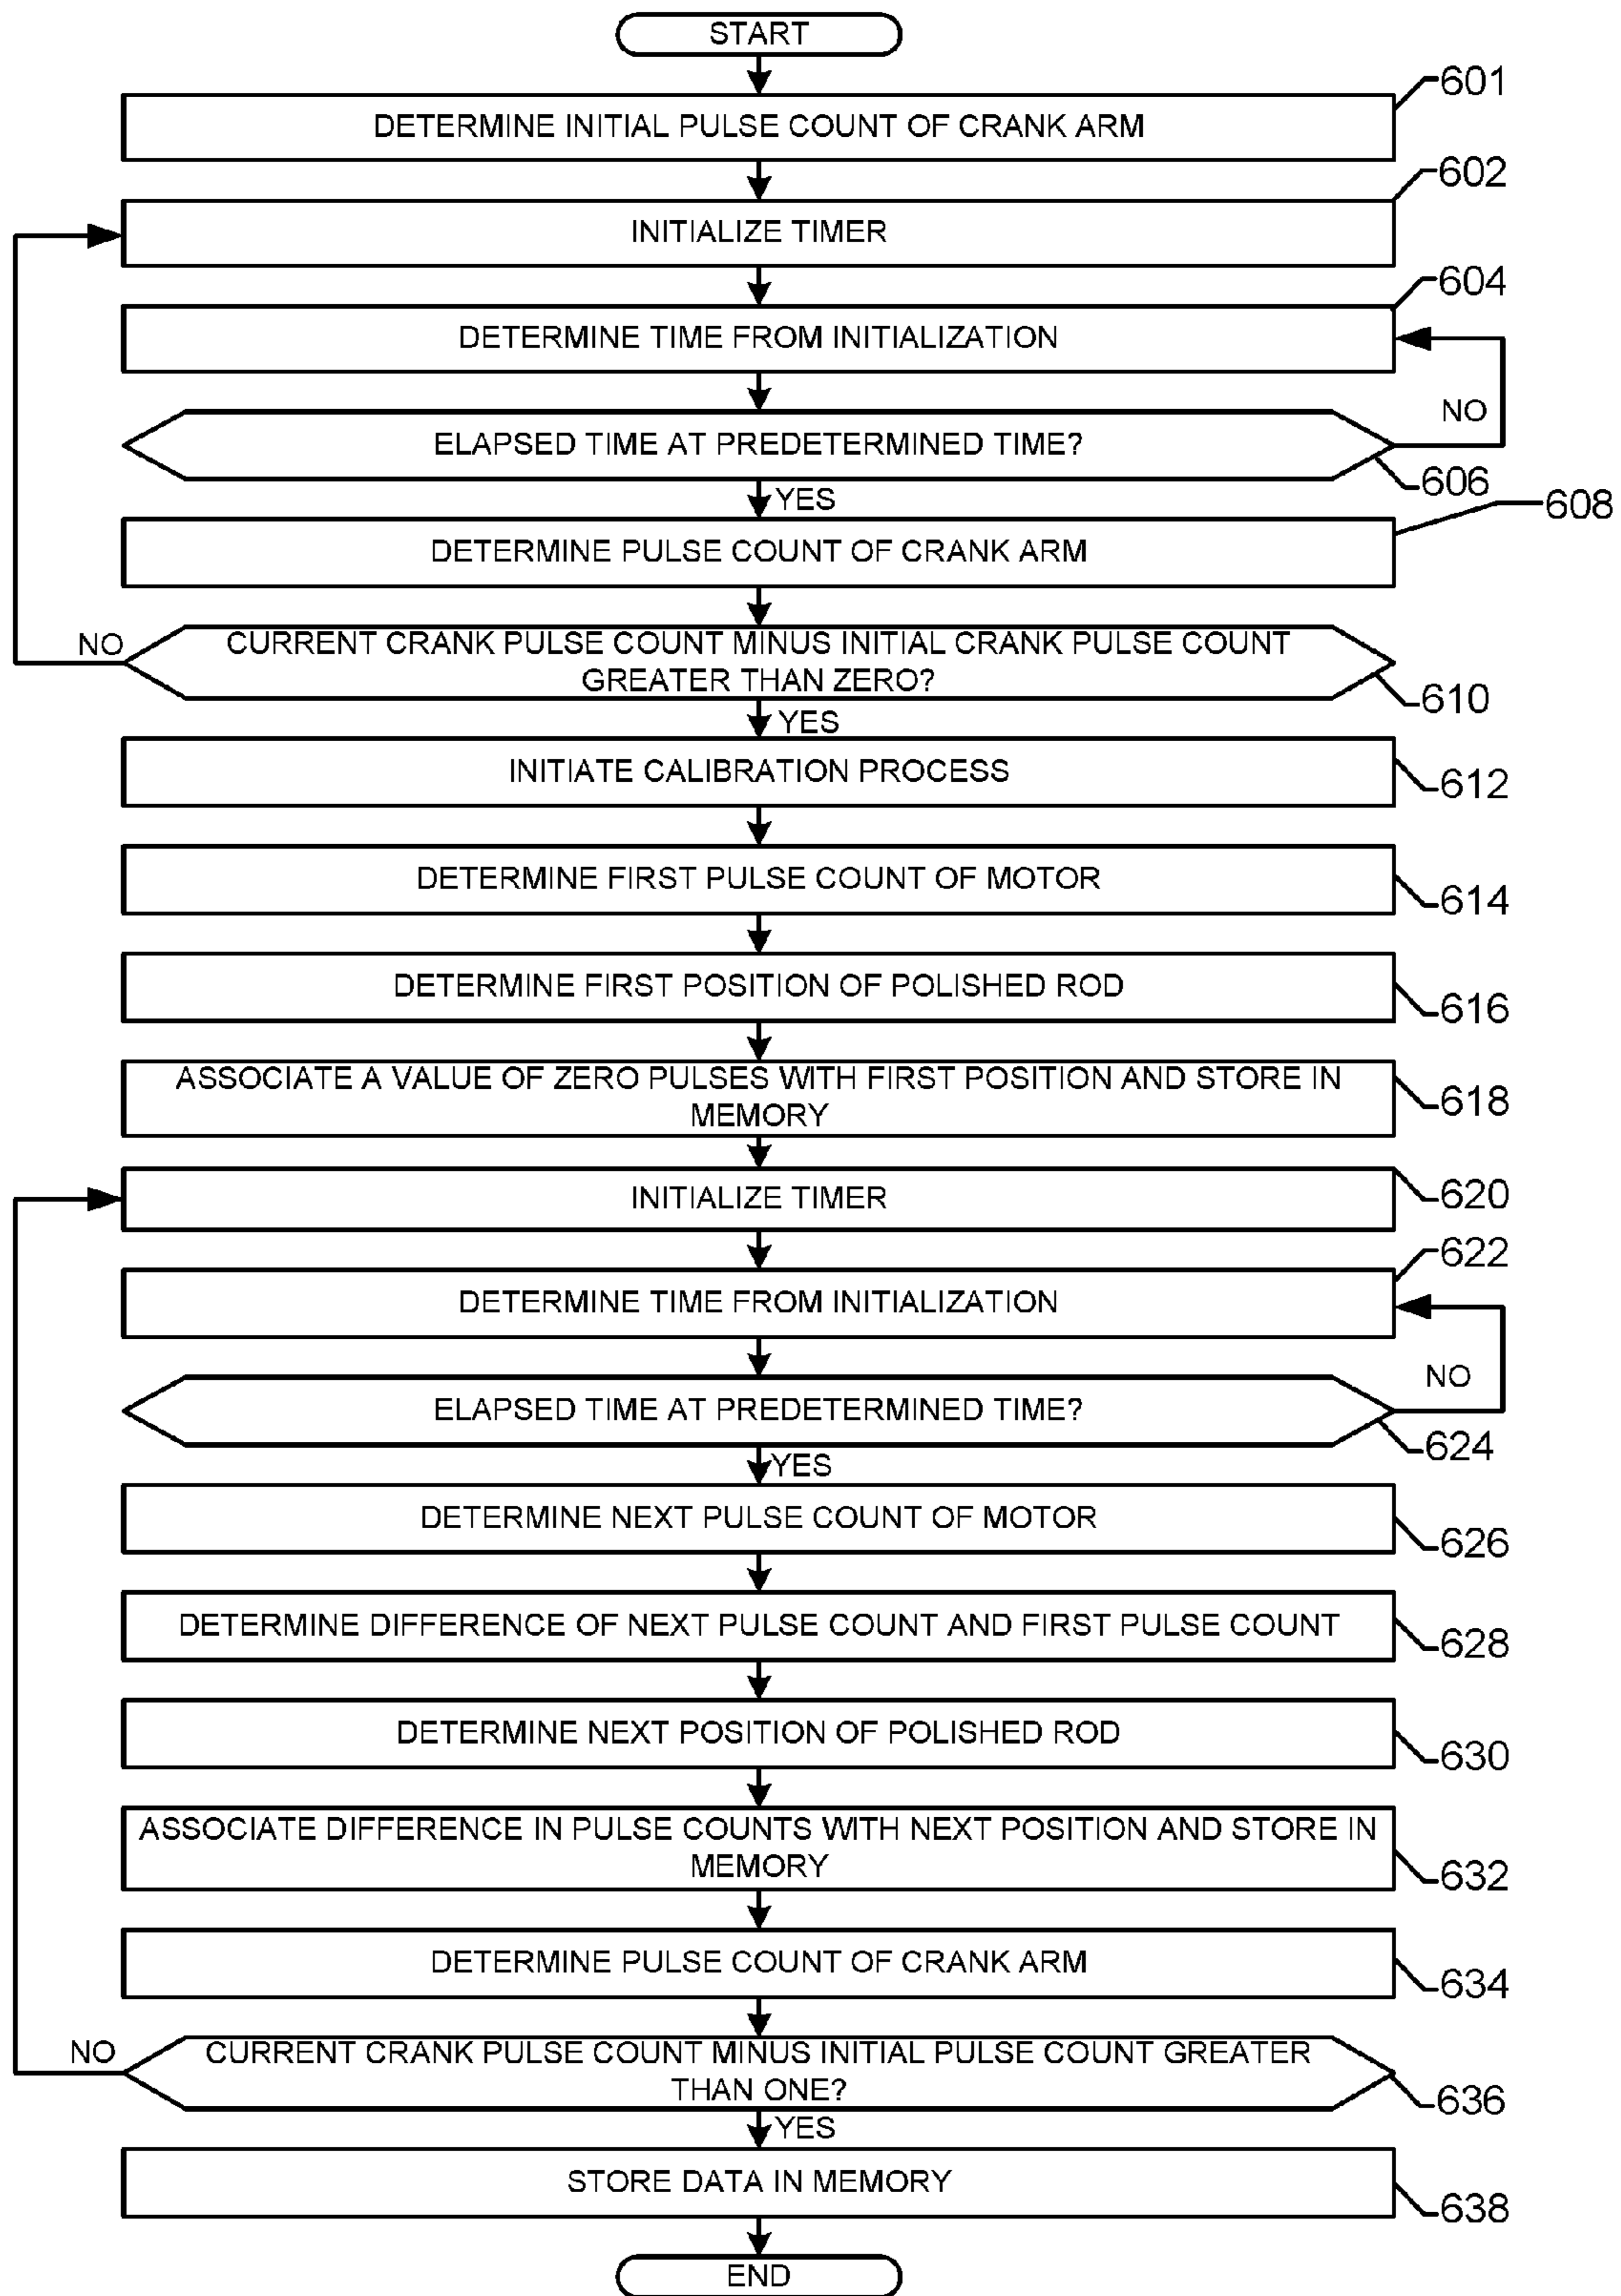 START
601
DETERMINE INITIAL PULSE COUNT OF CRANK ARM
602
INITIALIZE TIMER
604
DETERMINE TIME FROM INITIALIZATION
NO
ELAPSED TIME AT PREDETERMINED TIME?
606
YES
608
DETERMINE PULSE COUNT OF CRANK ARM
NO
CURRENT CRANK PULSE COUNT MINUS INITIAL CRANK PULSE COUNT
GREATER THAN ZERO?
610
YES
INITIATE CALIBRATION PROCESS
612
DETERMINE FIRST PULSE COUNT OF MOTOR
614
DETERMINE FIRST POSITION OF POLISHED ROD
616
ASSOCIATE A VALUE OF ZERO PULSES WITH FIRST POSITION AND STORE IN
MEMORY
618
INITIALIZE TIMER
620
622
DETERMINE TIME FROM INITIALIZATION
NO
ELAPSED TIME AT PREDETERMINED TIME?
624
YES
DETERMINE NEXT PULSE COUNT OF MOTOR
626
DETERMINE DIFFERENCE OF NEXT PULSE COUNT AND FIRST PULSE COUNT
628
DETERMINE NEXT POSITION OF POLISHED ROD
630
ASSOCIATE DIFFERENCE IN PULSE COUNTS WITH NEXT POSITION AND STORE IN
MEMORY
632
DETERMINE PULSE COUNT OF CRANK ARM
634
NO
CURRENT CRANK PULSE COUNT MINUS INITIAL PULSE COUNT GREATER
THAN ONE?
636
YES
STORE DATA IN MEMORY
638
END